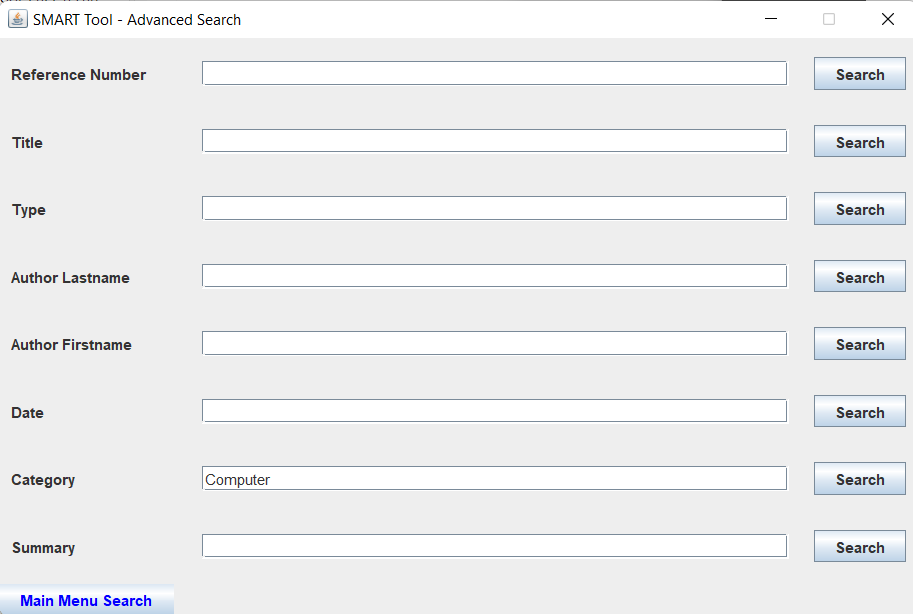 SMART Tool - Advanced Search
Reference Number Search
Title Search
Type Search
Author Lastname Search
Author Firstname Search
Date Search
Category Computer Search
Summary Search
Main Menu Search